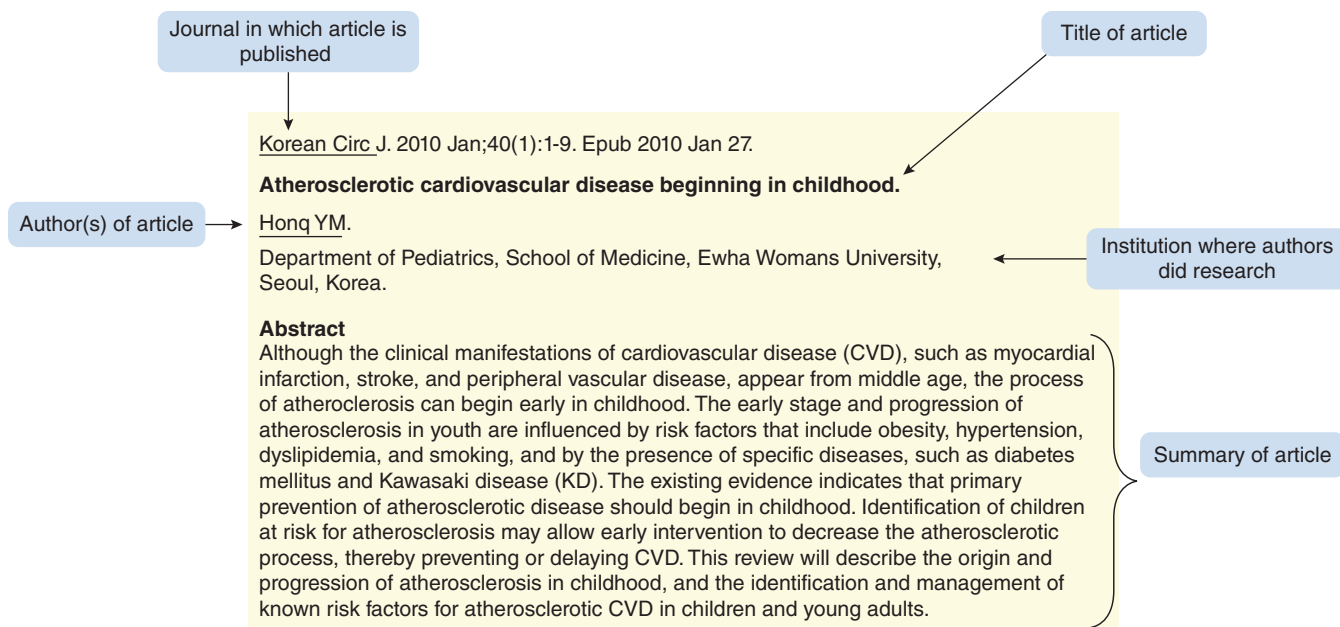 Journal in which article is
published
Title of article
Korean Circ J. 2010 Jan;40(1):1-9. Epub 2010 Jan 27.
Atherosclerotic cardiovascular disease beginning in childhood.
Author(s) of article
Honq YM.
Department of Pediatrics, School of Medicine, Ewha Womans University,
Seoul, Korea.
Institution where authors
did research
Abstract
Although the clinical manifestations of cardiovascular disease (CVD), such as myocardial
infarction, stroke, and peripheral vascular disease, appear from middle age, the process
of atheroclerosis can begin early in childhood. The early stage and progression of
atherosclerosis in youth are influenced by risk factors that include obesity, hypertension,
dyslipidemia, and smoking, and by the presence of specific diseases, such as diabetes
mellitus and Kawasaki disease (KD). The existing evidence indicates that primary
prevention of atherosclerotic disease should begin in childhood. Identification of children
at risk for atherosclerosis may allow early intervention to decrease the atherosclerotic
process, thereby preventing or delaying CVD. This review will describe the origin and
progression of atherosclerosis in childhood, and the identification and management of
known risk factors for atherosclerotic CVD in children and young adults.
Summary of article